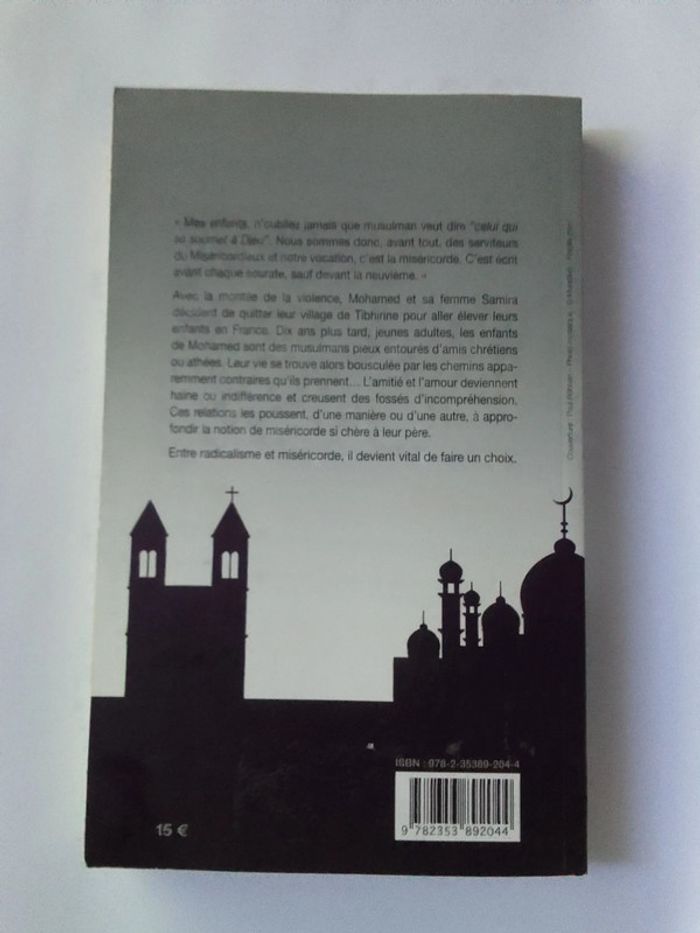 « Mes enfants, n'oubliez jamais que musulman veut dire "celui qui
se soumet à Dieu". Nous sommes donc, avant tout, des serviteurs
du Miséricordieux et notre vocation, c'est la miséricorde. C'est écrit
avant chaque sourate, sauf devant la neuvième. »
Avec la montée de la violence, Mohamed et sa femme Samira
décident de quitter leur village de Tibhirine pour aller élever leurs
enfants en France. Dix ans plus tard, jeunes adultes, les enfants
de Mohamed sont des musulmans pieux entourés d'amis chrétiens
ou athées. Leur vie se trouve alors bousculée par les chemins appa-
remment contraires qu'ils prennent... L'amitié et l'amour deviennent
haine ou indifférence et creusent des fossés d'incompréhension.
Ces relations les poussent, d'une manière ou d'une autre, à appro-
fondir la notion de miséricorde si chère à leur père.
Entre radicalisme et miséricorde, il devient vital de faire un choix.
Couverture :
ISBN : 978-2-35389-204-4
9 782353 892044
15 €